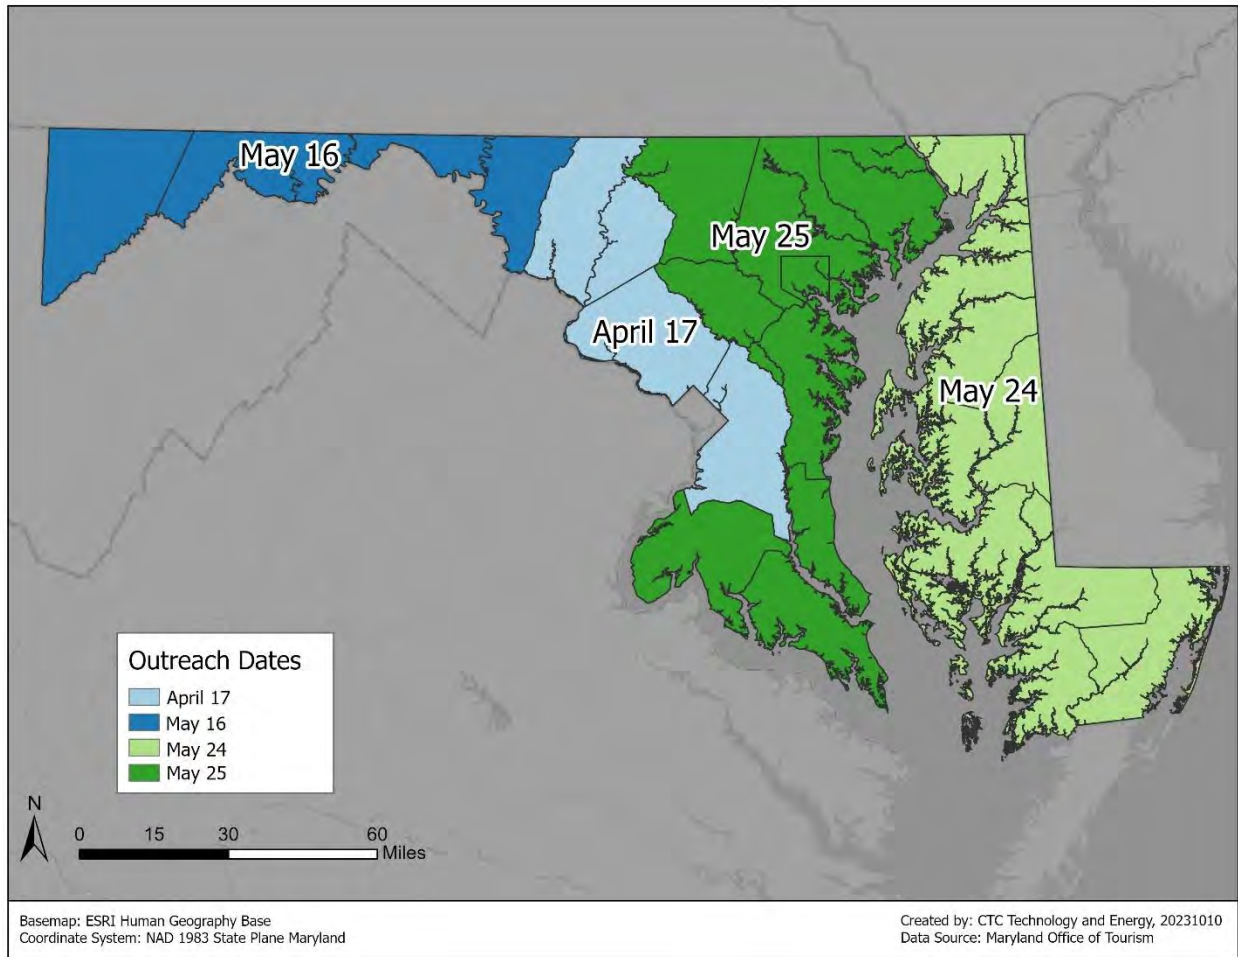 May 16
May 25
April 17
May 24
Outreach Dates
April 17
May 16
May 24
May 25
N
0 15 30 60
Miles
Basemap: ESRI Human Geography Base
Coordinate System: NAD 1983 State Plane Maryland
Created by: CTC Technology and Energy, 20231010
Data Source: Maryland Office of Tourism